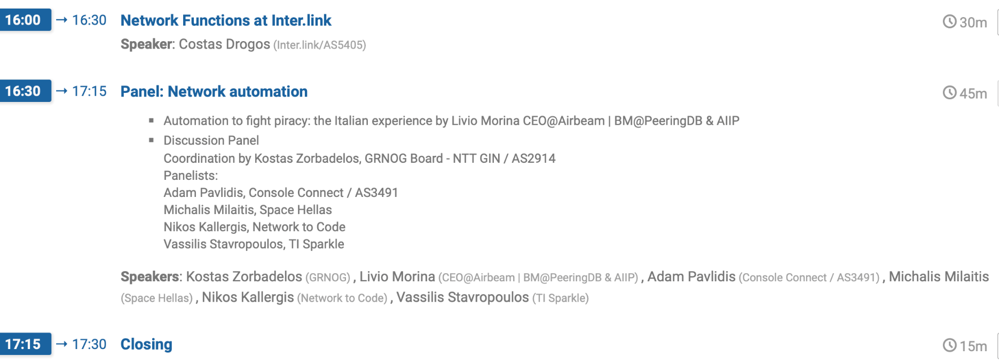 16:00 → 16:30 Network Functions at Inter.link 30m
Speaker: Costas Drogos (Inter.link/AS5405)
16:30 → 17:15 Panel: Network automation 45m
▪ Automation to fight piracy: the Italian experience by Livio Morina CEO@Airbeam | BM@PeeringDB & AIIP
▪ Discussion Panel
Coordination by Kostas Zorbadelos, GRNOG Board - NTT GIN / AS2914
Panelists:
Adam Pavlidis, Console Connect / AS3491
Michalis Milaitis, Space Hellas
Nikos Kallergis, Network to Code
Vassilis Stavropoulos, TI Sparkle
Speakers: Kostas Zorbadelos (GRNOG) , Livio Morina (CEO@Airbeam | BM@PeeringDB & AIIP) , Adam Pavlidis (Console Connect / AS3491) , Michalis Milaitis
(Space Hellas) , Nikos Kallergis (Network to Code) , Vassilis Stavropoulos (TI Sparkle)
17:15 → 17:30 Closing 15m